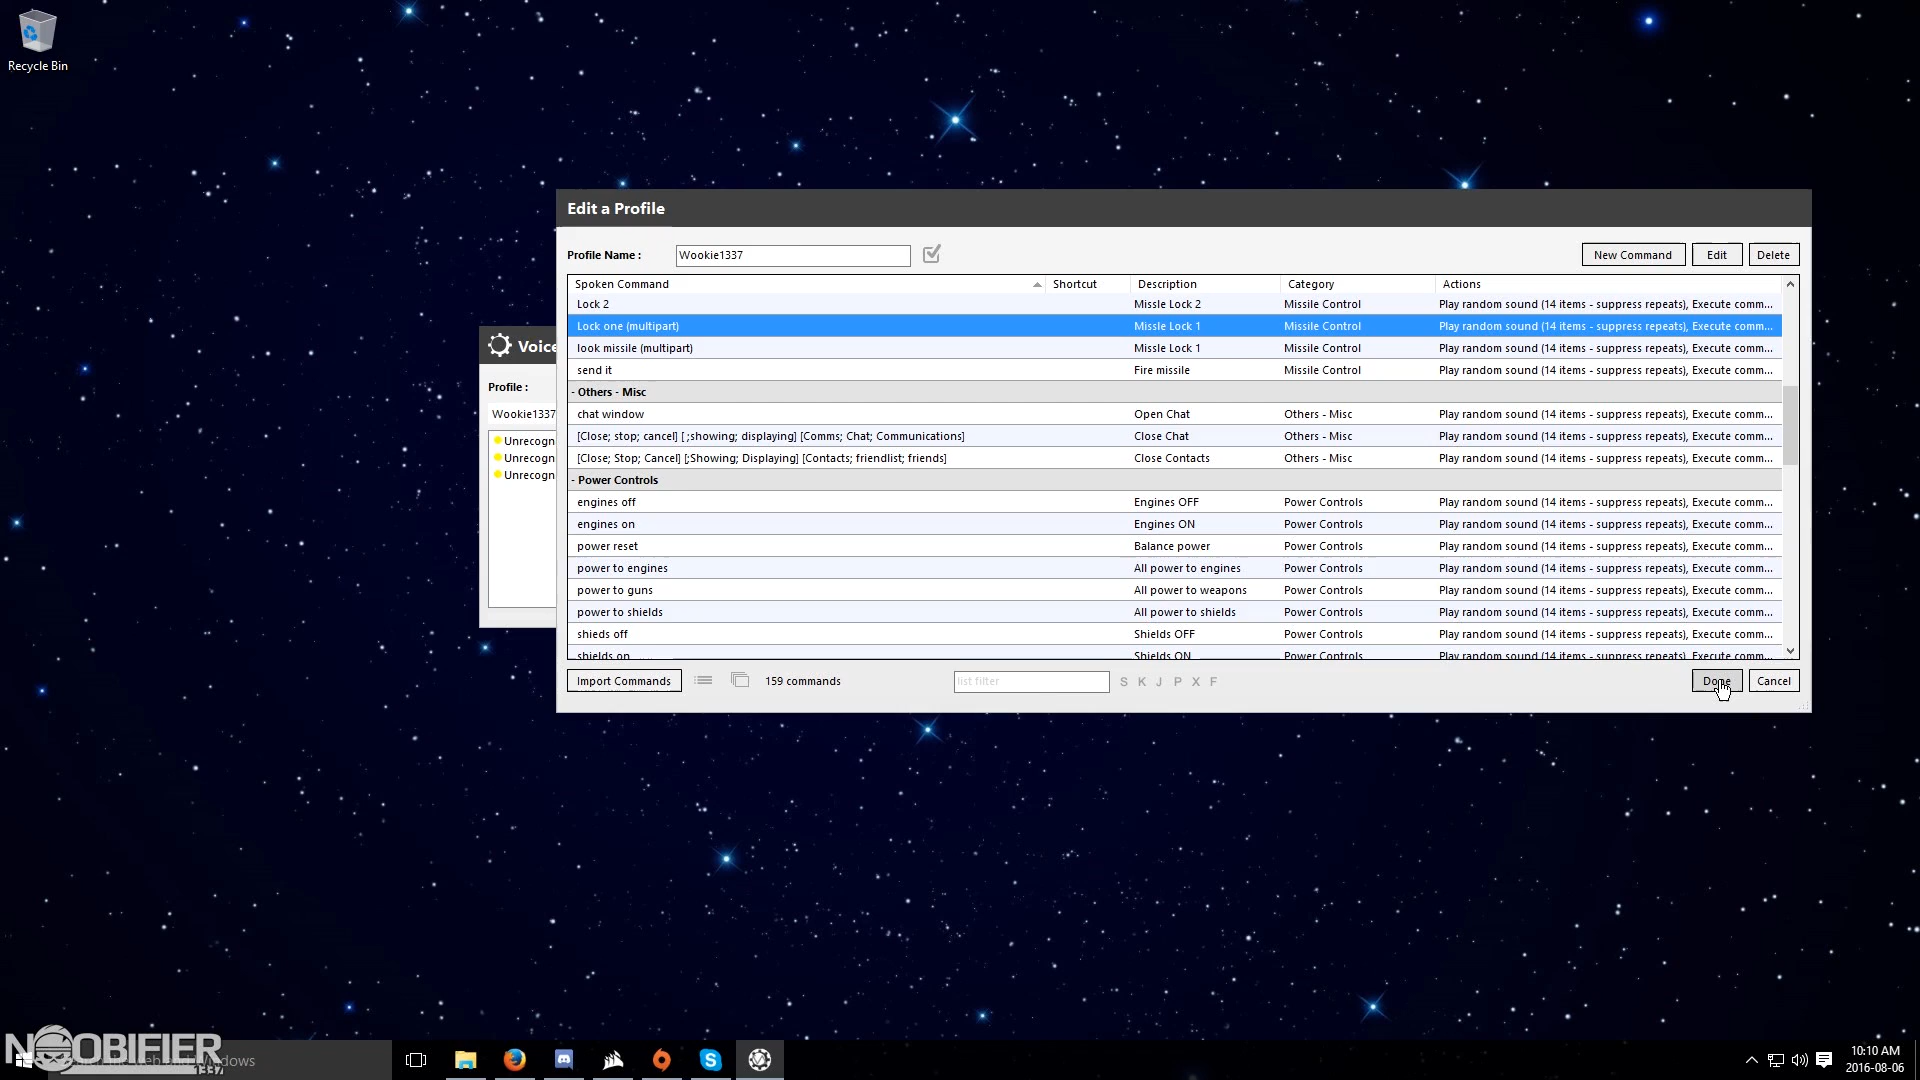 Recycle Bin
Edit a Profile
Profile Name :
Wookie1337
New Command
Edit
Delete
Spoken Command Shortcut Description Category Actions
Lock 2 Missle Lock 2 Missile Control Play random sound (14 items - suppress repeats), Execute comm...
Lock one (multipart) Missle Lock 1 Missile Control Play random sound (14 items - suppress repeats), Execute comm...
look missile (multipart) Missle Lock 1 Missile Control Play random sound (14 items - suppress repeats), Execute comm...
send it Fire missile Missile Control Play random sound (14 items - suppress repeats), Execute comm...
- Others - Misc
chat window Open Chat Others - Misc Play random sound (14 items - suppress repeats), Execute comm...
[Close; stop; cancel] [ ;showing; displaying] [Comms; Chat; Communications] Close Chat Others - Misc Play random sound (14 items - suppress repeats), Execute comm...
[Close; Stop; Cancel] [;Showing; Displaying] [Contacts; friendlist; friends] Close Contacts Others - Misc Play random sound (14 items - suppress repeats), Execute comm...
- Power Controls
engines off Engines OFF Power Controls Play random sound (14 items - suppress repeats), Execute comm...
engines on Engines ON Power Controls Play random sound (14 items - suppress repeats), Execute comm...
power reset Balance power Power Controls Play random sound (14 items - suppress repeats), Execute comm...
power to engines All power to engines Power Controls Play random sound (14 items - suppress repeats), Execute comm...
power to guns All power to weapons Power Controls Play random sound (14 items - suppress repeats), Execute comm...
power to shields All power to shields Power Controls Play random sound (14 items - suppress repeats), Execute comm...
shieds off Shields OFF Power Controls Play random sound (14 items - suppress repeats), Execute comm...
shields on Shields ON Power Controls Play random sound (14 items - suppress repeats), Execute comm...
Import Commands
159 commands
list filter
S K J P X F
Done
Cancel
Voice
Profile :
Wookie1337
Unrecogn
Unrecogn
Unrecogn
NOOBIFIER
1337
10:10 AM
2016-08-06